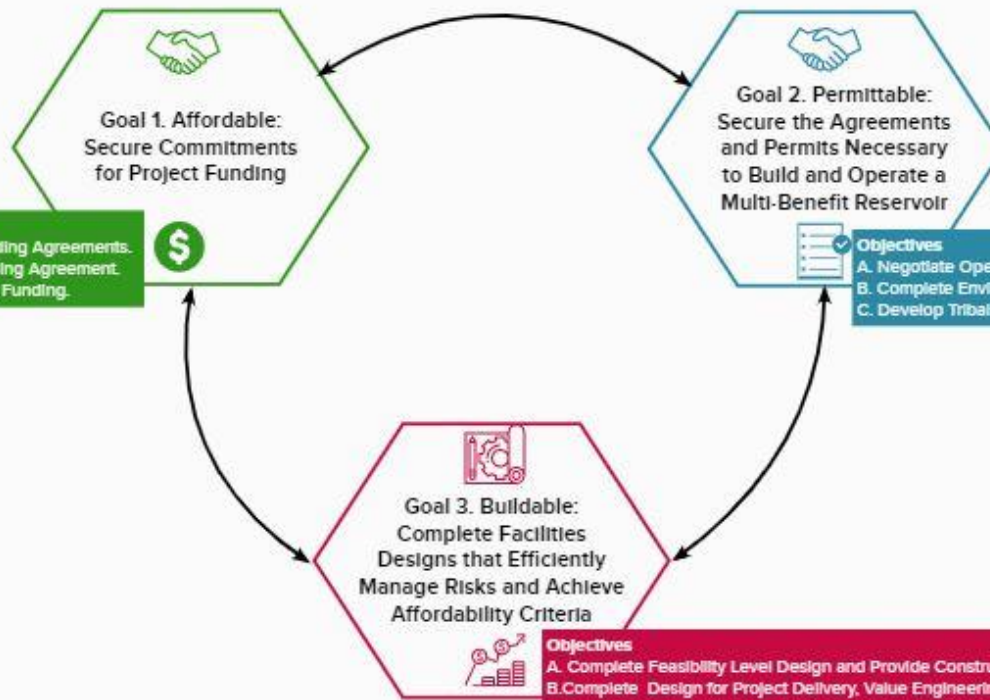 Goal 1. Affordable:
Secure Commitments
for Project Funding
ding Agreements.
ing Agreement.
Funding.
$
Goal 2. Permittable:
Secure the Agreements
and Permits Necessary
to Build and Operate a
Multi-Benefit Reservoir
Objectives
A. Negotiate Ope
B. Complete Envi
C. Develop Tribal
Goal 3. Buildable:
Complete Facilities
Designs that Efficiently
Manage Risks and Achieve
Affordability Criteria
Objectives
A. Complete Feasibility Level Design and Provide Constru
B.Complete Design for Project Delivery, Value Engineerin